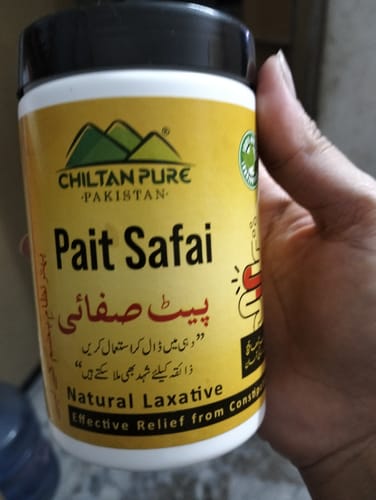 CHILTAN PURE
·PAKISTAN·
Pait Safai
پیٹ صفائی
”دہی میں ڈال کر استعمال کریں
ذائقہ کیلئے شہد بھی ملا سکتے ہیں“
Natural Laxative
Effective Relief from